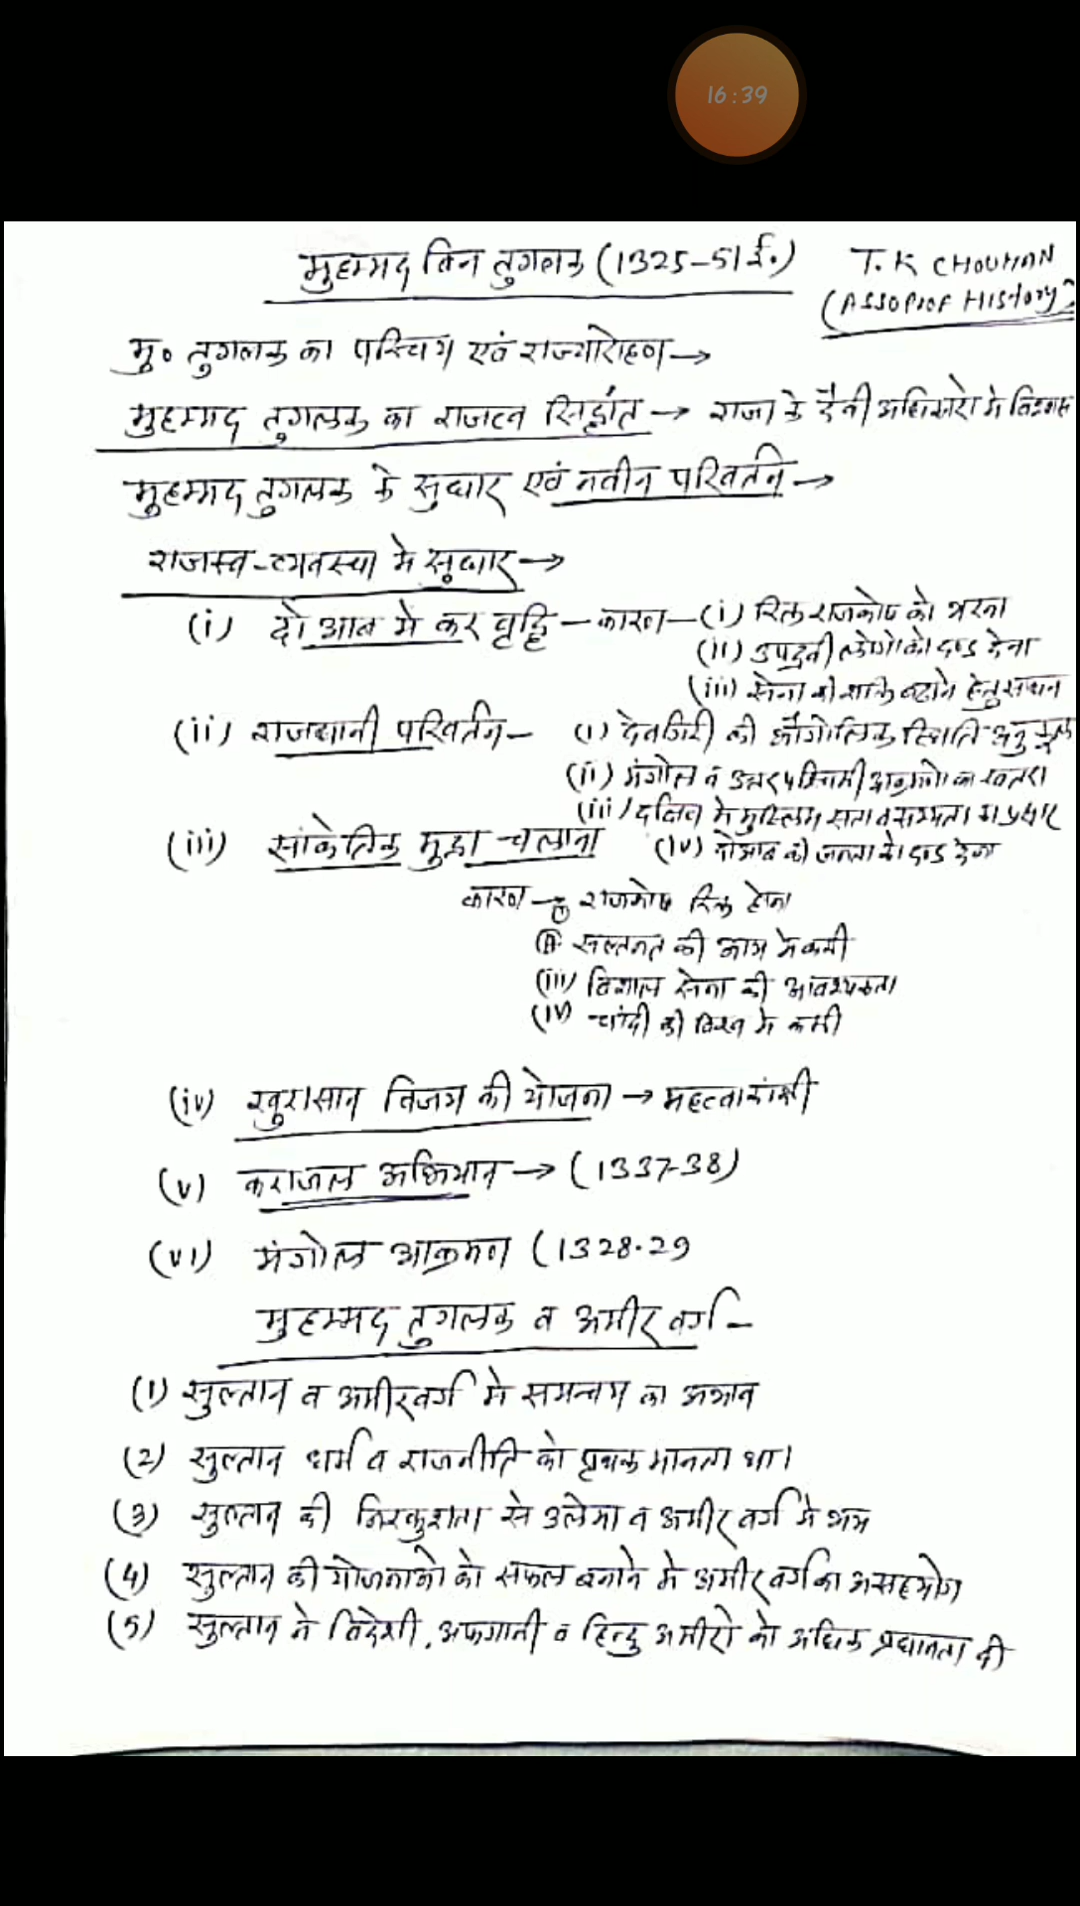 16:39
मुहम्मद बिन तुगलक (1325-51ई.)
T.K CHOUHAN
(ASSOProf History)
मु० तुगलक का परिचय एवं राज्यारोहण→
मुहम्मद तुगलक का राजत्व सिद्धांत → राजा के दैवी अधिकारो मे विश्वास
मुहम्मद तुगलक के सुधार एवं नवीन परिवर्तन→
राजस्व-व्यवस्था मे सुधार→
(i) दो आब मे कर वृद्धि – कारण – (i) रिक्त राजकोष को भरना
(ii) उपद्रवी लोगो को दण्ड देना
(iii) सेना की शक्ति बढाने हेतु साधन
(ii) राजधानी परिवर्तन – (i) देवगिरी की भौगोलिक स्थिति अनुकूल
(ii) मंगोल व उत्तर पश्चिमी आक्रमणो का खतरा
(iii) दक्षिण मे मुस्लिम सत्ता व सभ्यता का प्रचार
(iii) सांकेतिक मुद्रा चलाना (iv) दोआब की जनता को दण्ड देना
कारण – (i) राजकोष रिक्त होना
(ii) सल्तनत की आय मे कमी
(iii) विशाल सेना की आवश्यकता
(iv) चांदी की विश्व मे कमी
(iv) खुरासान विजय की योजना → महत्वाकांक्षी
(v) कराजल अभियान → (1337-38)
(vi) मंगोल आक्रमण (1328-29
मुहम्मद तुगलक व अमीर वर्ग –
(1) सुल्तान व अमीरवर्ग मे समन्वय का अभाव
(2) सुल्तान धर्म व राजनीति को पृथक मानता था।
(3) सुल्तान की निरकुशता से उलेमा व अमीर वर्ग मे भय
(4) सुल्तान की योजनाओ को सफल बनाने मे अमीर वर्ग का असहयोग
(5) सुल्तान ने विदेशी, अफगानी व हिन्दु अमीरो को अधिक प्रधानता दी